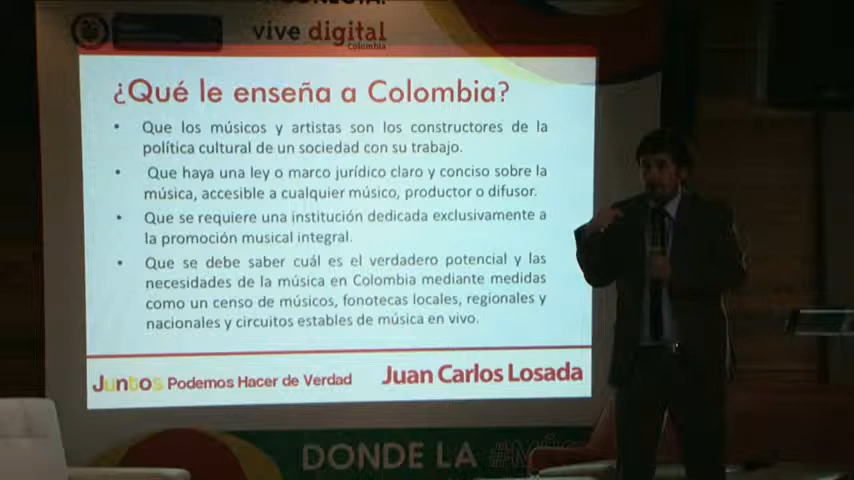 CONECTA:
vive digital
colombia
¿Qué le enseña a Colombia?
• Que los músicos y artistas son los constructores de la
política cultural de un sociedad con su trabajo.
• Que haya una ley o marco jurídico claro y conciso sobre la
música, accesible a cualquier músico, productor o difusor.
• Que se requiere una institución dedicada exclusivamente a
la promoción musical integral.
• Que se debe saber cuál es el verdadero potencial y las
necesidades de la música en Colombia mediante medidas
como un censo de músicos, fonotecas locales, regionales y
nacionales y circuitos estables de música en vivo.
Juntos Podemos Hacer de Verdad
Juan Carlos Losada
DONDE LA